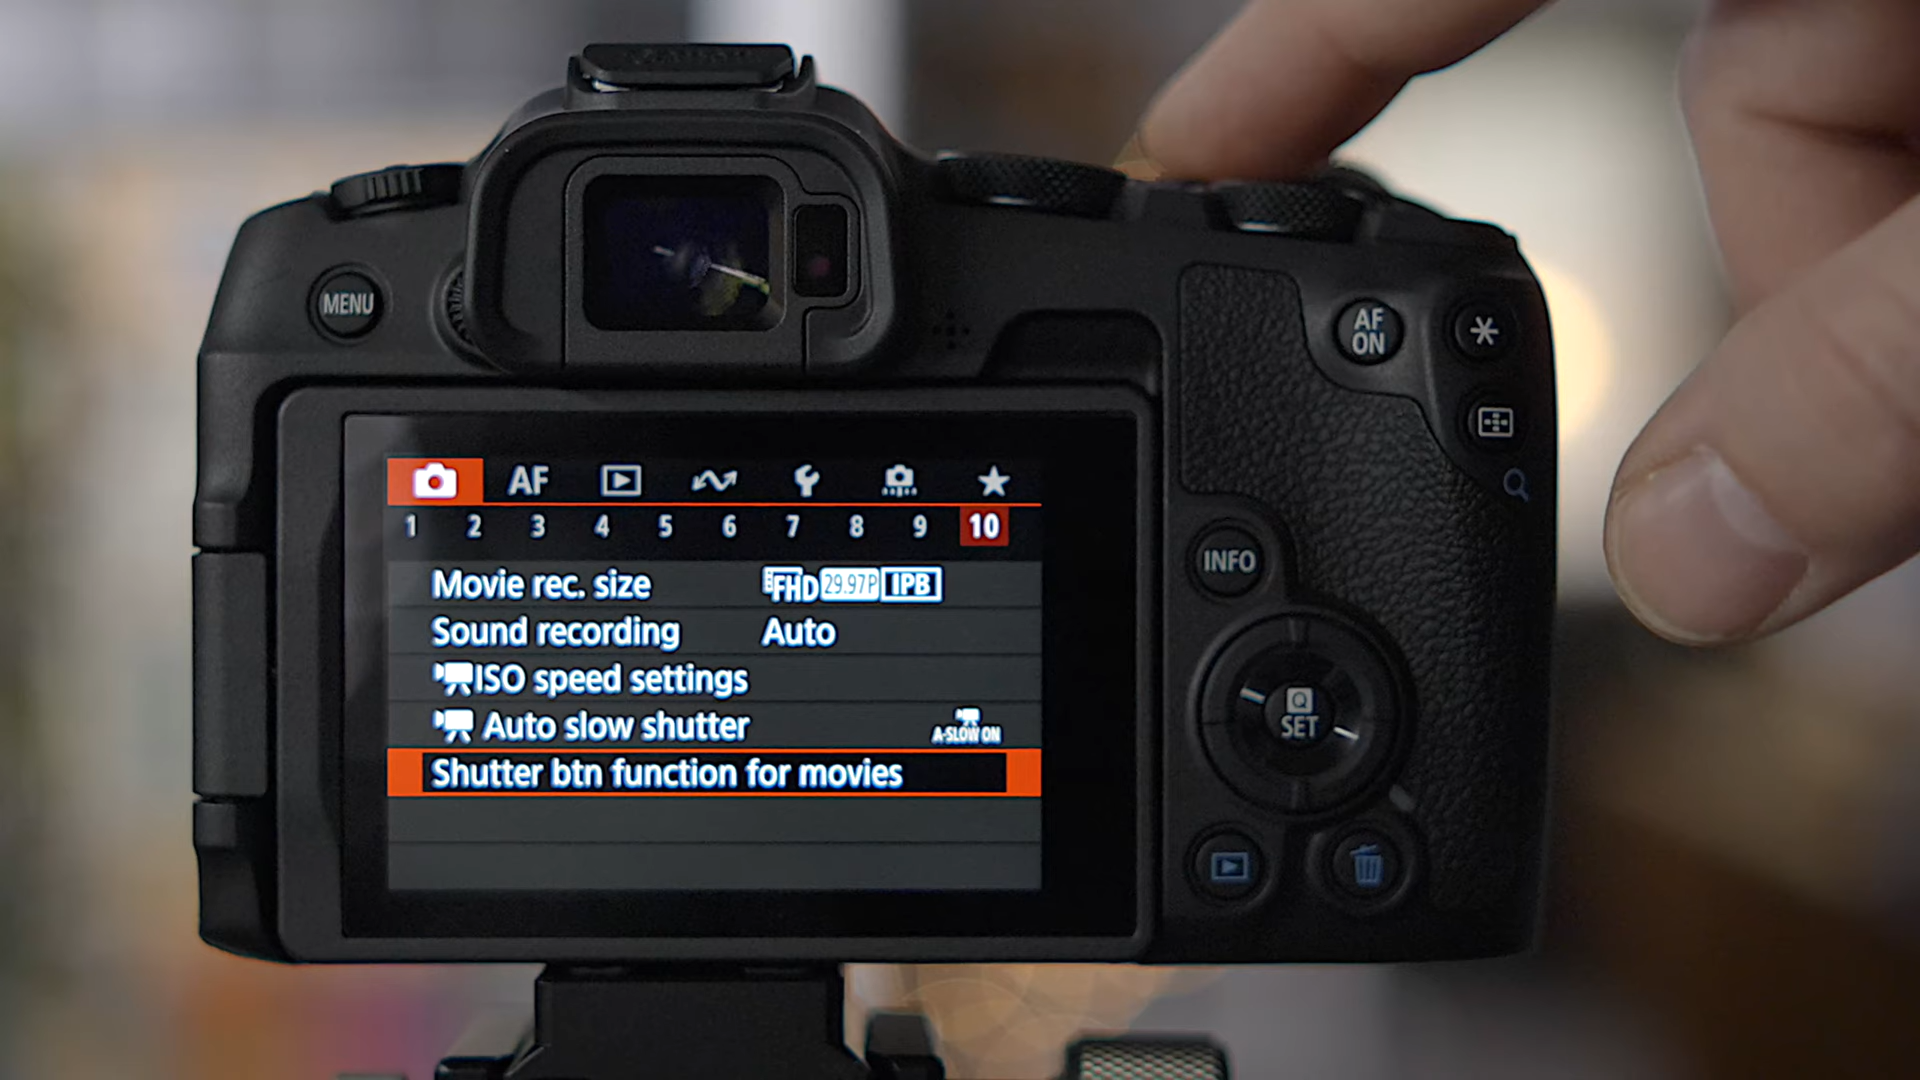 MENU
AF
ON
AF
1 2 3 4 5 6 7 8 9 10
INFO
Movie rec. size FHD 29.97P IPB
Sound recording Auto
ISO speed settings
Auto slow shutter A-SLOW ON
Q
SET
Shutter btn function for movies